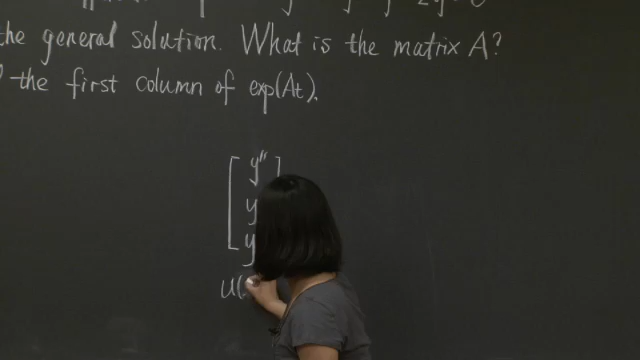 the general solution. What is the matrix A?
the first column of exp(At).
[ y'' ]
y
y
u(